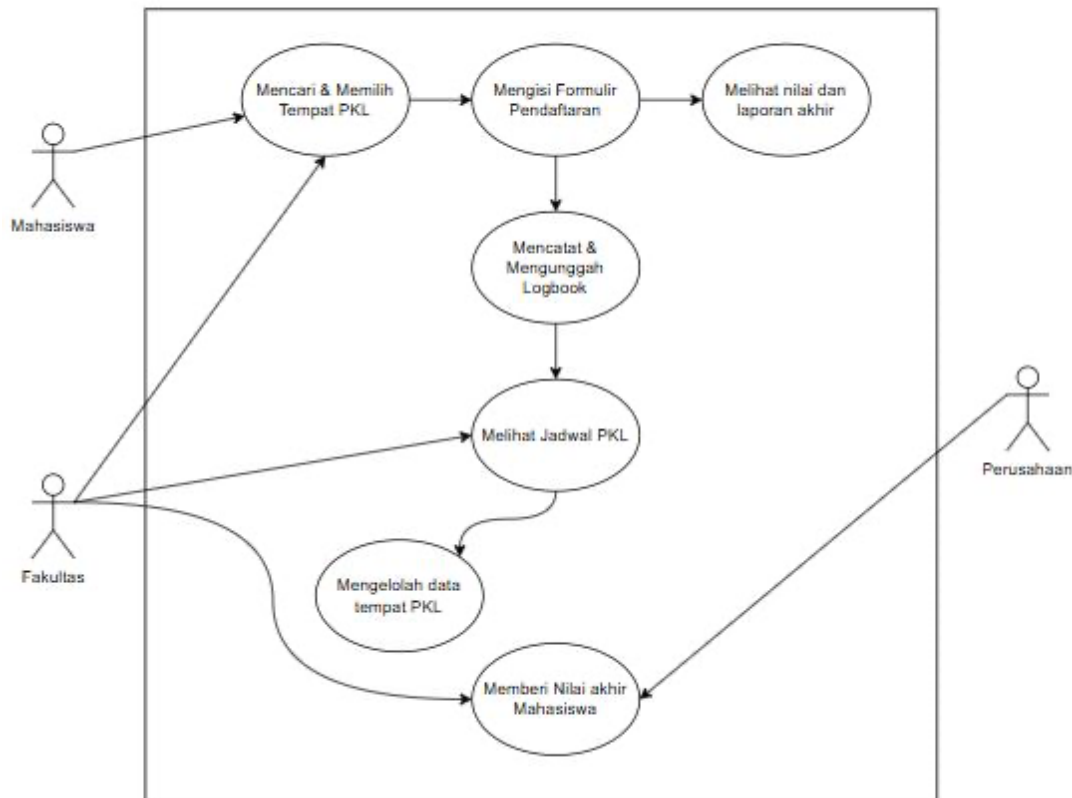 Mencari & Memilih
Tempat PKL
Mengisi Formulir
Pendaftaran
Melihat nilai dan
laporan akhir
Mahasiswa
Mencatat &
Mengunggah
Logbook
Melihat Jadwal PKL
Perusahaan
Fakultas
Mengelolah data
tempat PKL
Memberi Nilai akhir
Mahasiswa